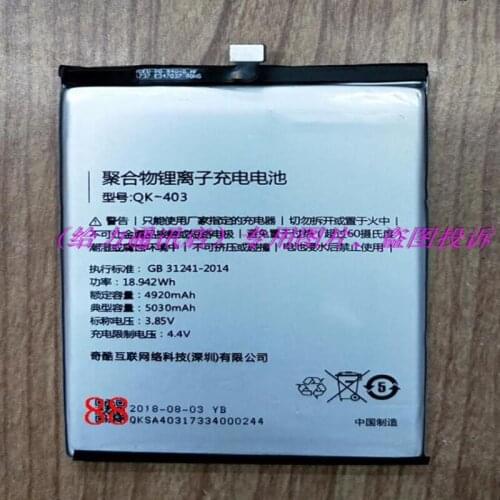 聚合物锂离子充电电池
型号:QK-403
警告 | 只能使用厂家指定的充电器 | 切勿拆开或置于火中 |
执行标准: GB 31241-2014
功率: 18.942Wh
额定容量: 4920mAh
典型容量: 5030mAh
标称电压: 3.85V
充电限制电压: 4.4V
奇酷互联网络科技(深圳)有限公司
5
2018-08-03 YB
QKSA40317334000244
中国制造